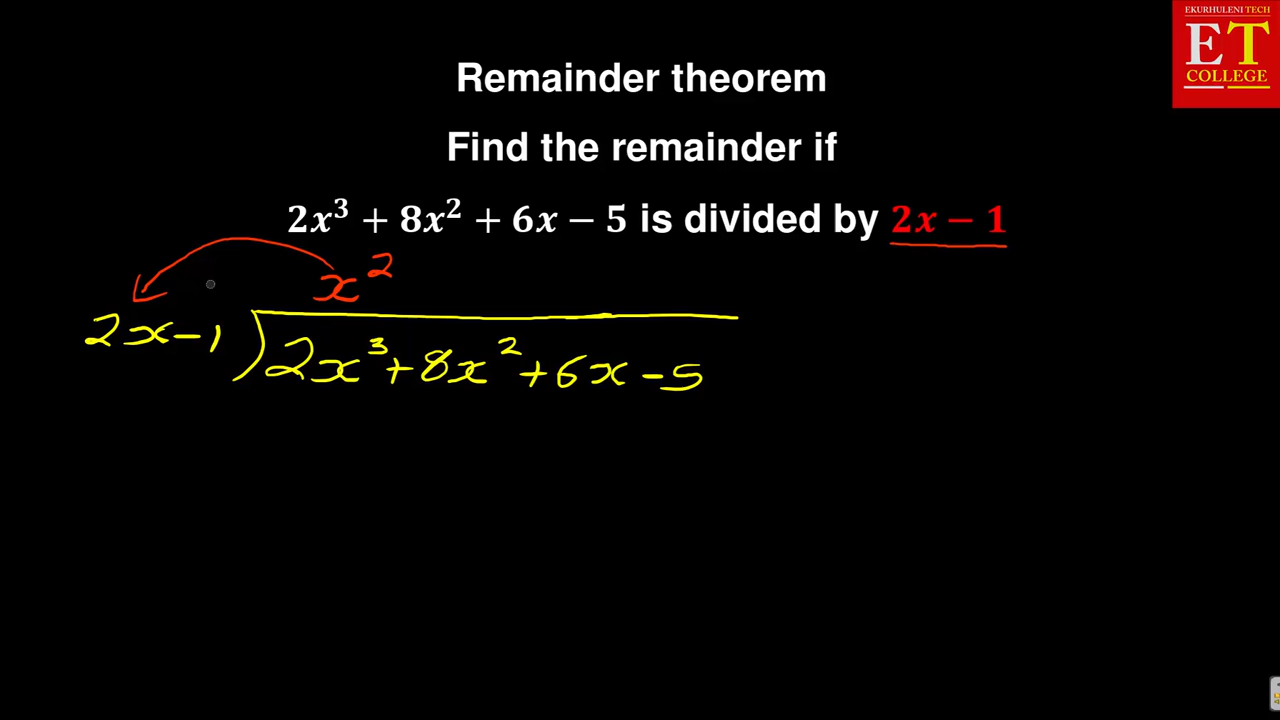 EKURHULENI TECH
ET
COLLEGE
Remainder theorem
Find the remainder if
2x³ + 8x² + 6x − 5 is divided by 2x − 1
x²
2x-1 ) 2x³+8x²+6x-5